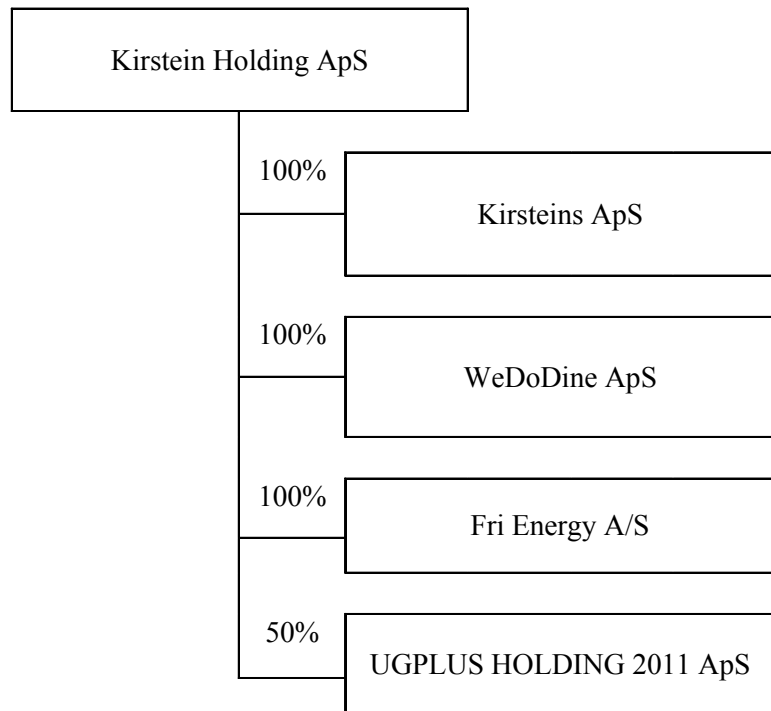 Kirstein Holding ApS
100%
Kirsteins ApS
100%
WeDoDine ApS
100%
Fri Energy A/S
50%
UGPLUS HOLDING 2011 ApS